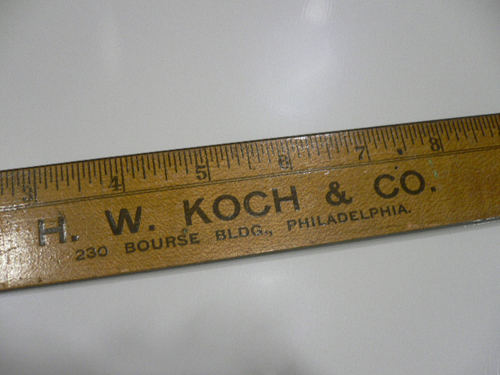 3 4 5 6 7 8
H. W. KOCH & CO.
230 BOURSE BLDG., PHILADELPHIA.